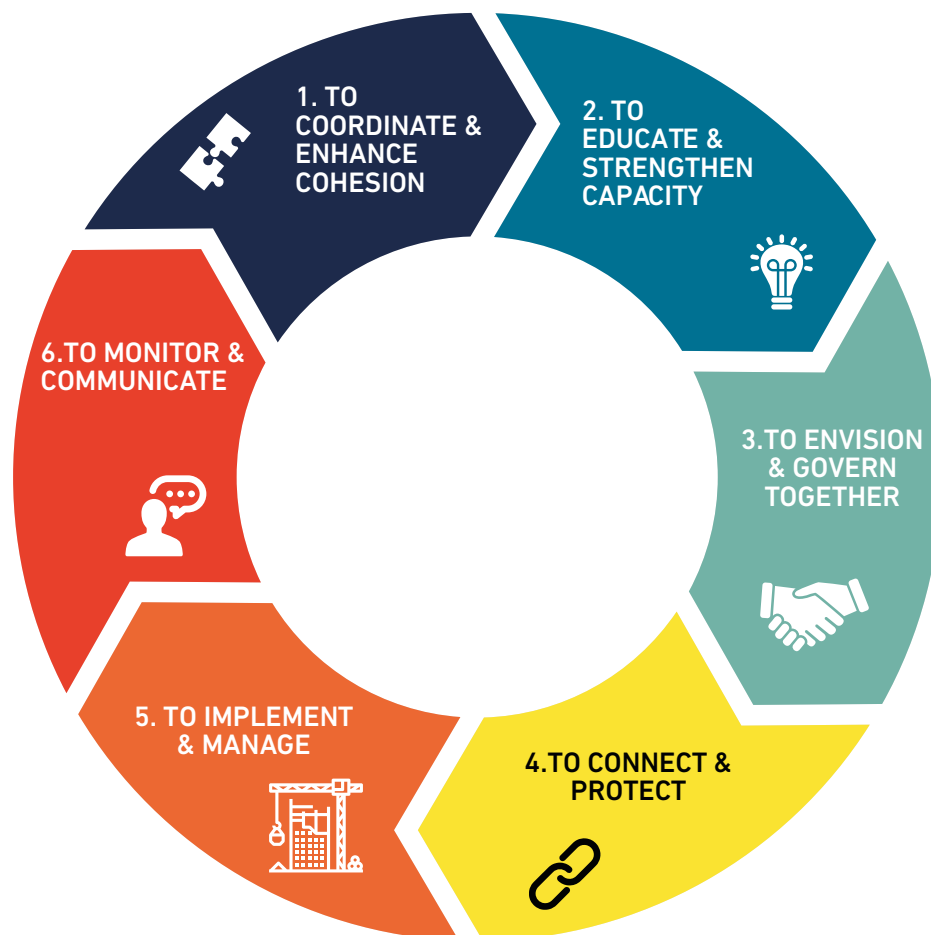 1. TO
COORDINATE &
ENHANCE
COHESION
2. TO
EDUCATE &
STRENGTHEN
CAPACITY
3.TO ENVISION
& GOVERN
TOGETHER
4.TO CONNECT &
PROTECT
5. TO IMPLEMENT
& MANAGE
6.TO MONITOR &
COMMUNICATE